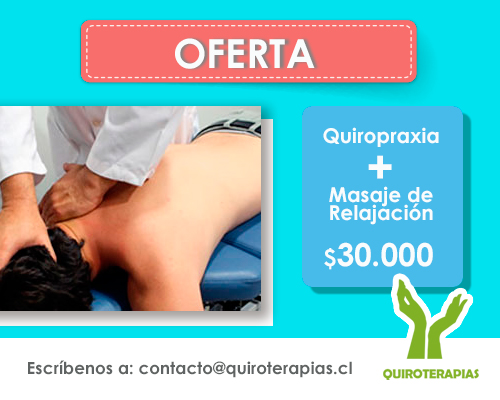 OFERTA
Quiropraxia
+
Masaje de
Relajación
$30.000
QUIROTERAPIAS
Escríbenos a: contacto@quiroterapias.cl